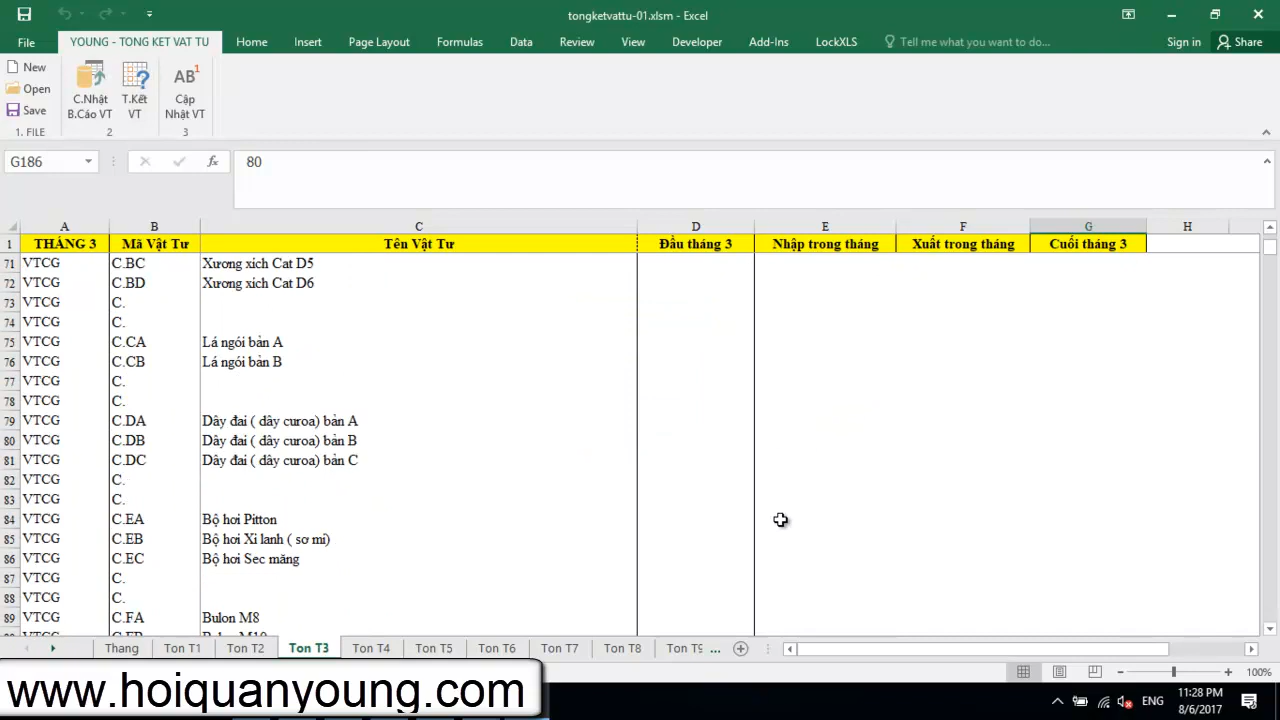 tongketvattu-01.xlsm - Excel
File YOUNG - TONG KET VAT TU Home Insert Page Layout Formulas Data Review View Developer Add-Ins LockXLS Tell me what you want to do... Sign in Share
New
Open
Save
1. FILE
C.Nhật
B.Cáo VT
T.Kết
VT
2
AB1
Cập
Nhật VT
3
G186 fx 80
A B C D E F G H
1 THÁNG 3 Mã Vật Tư Tên Vật Tư Đầu tháng 3 Nhập trong tháng Xuất trong tháng Cuối tháng 3
71 VTCG C.BC Xương xích Cat D5
72 VTCG C.BD Xương xích Cat D6
73 VTCG C.
74 VTCG C.
75 VTCG C.CA Lá ngói bản A
76 VTCG C.CB Lá ngói bản B
77 VTCG C.
78 VTCG C.
79 VTCG C.DA Dây đai ( dây curoa) bản A
80 VTCG C.DB Dây đai ( dây curoa) bản B
81 VTCG C.DC Dây đai ( dây curoa) bản C
82 VTCG C.
83 VTCG C.
84 VTCG C.EA Bộ hơi Pitton
85 VTCG C.EB Bộ hơi Xi lanh ( sơ mi)
86 VTCG C.EC Bộ hơi Sec măng
87 VTCG C.
88 VTCG C.
89 VTCG C.FA Bulon M8
Thang Ton T1 Ton T2 Ton T3 Ton T4 Ton T5 Ton T6 Ton T7 Ton T8 Ton T9 ...
100%
www.hoiquanyoung.com
ENG
11:28 PM
8/6/2017